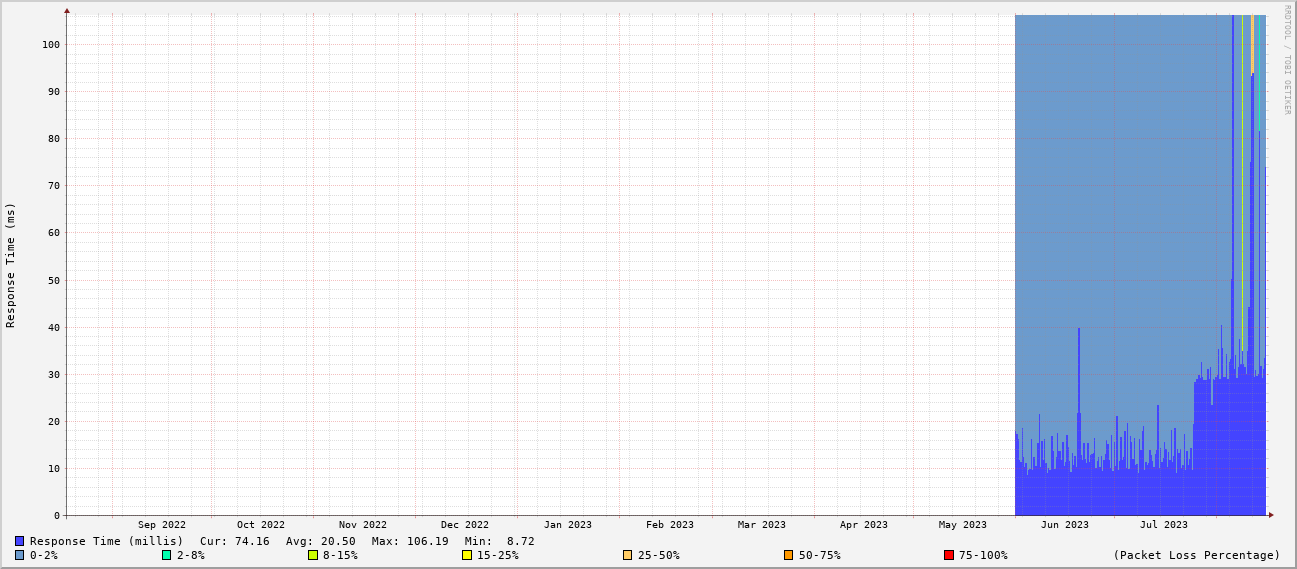 RRDTOOL / TOBI OETIKER
Response Time (ms)
100
90
80
70
60
50
40
30
20
10
0
Sep 2022 Oct 2022 Nov 2022 Dec 2022 Jan 2023 Feb 2023 Mar 2023 Apr 2023 May 2023 Jun 2023 Jul 2023
Response Time (millis) Cur: 74.16 Avg: 20.50 Max: 106.19 Min: 8.72
0-2% 2-8% 8-15% 15-25% 25-50% 50-75% 75-100% (Packet Loss Percentage)